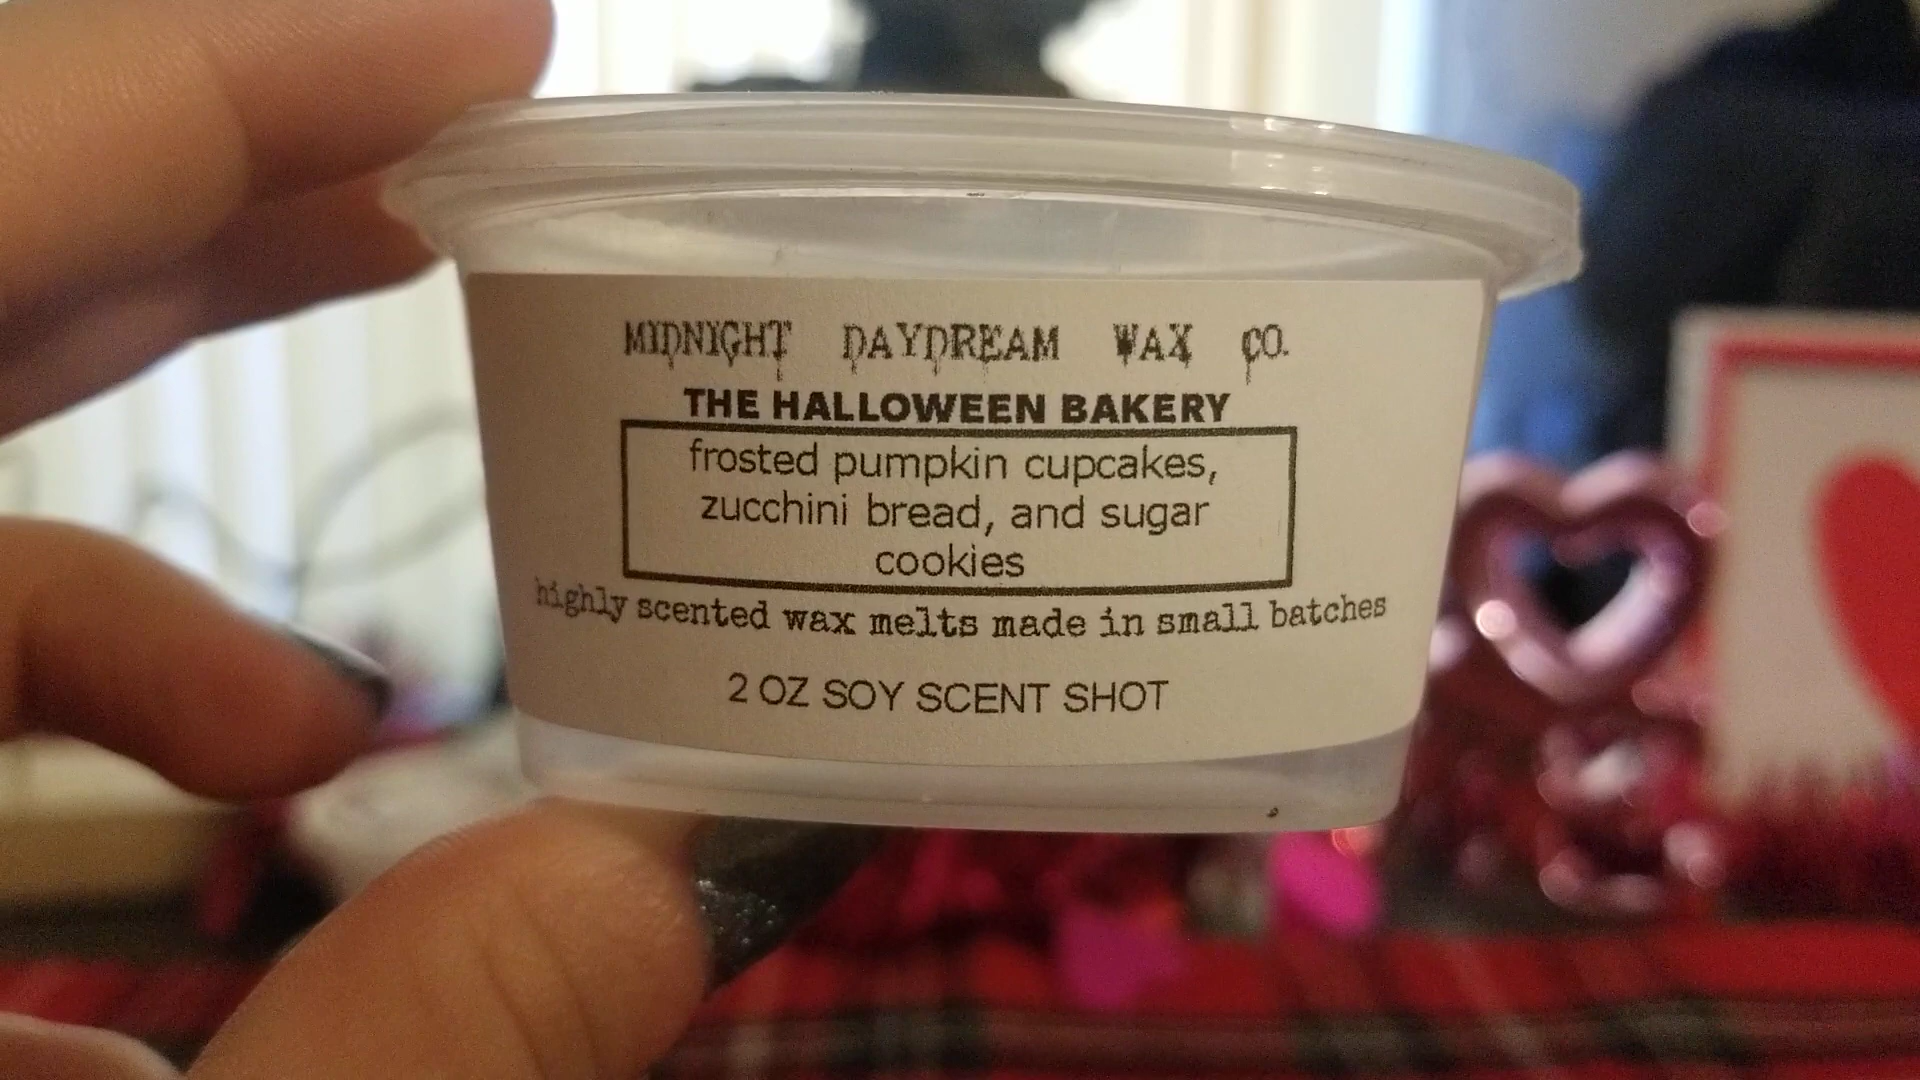 MIDNIGHT DAYDREAM WAX CO.
THE HALLOWEEN BAKERY
frosted pumpkin cupcakes,
zucchini bread, and sugar
cookies
highly scented wax melts made in small batches
2 OZ SOY SCENT SHOT